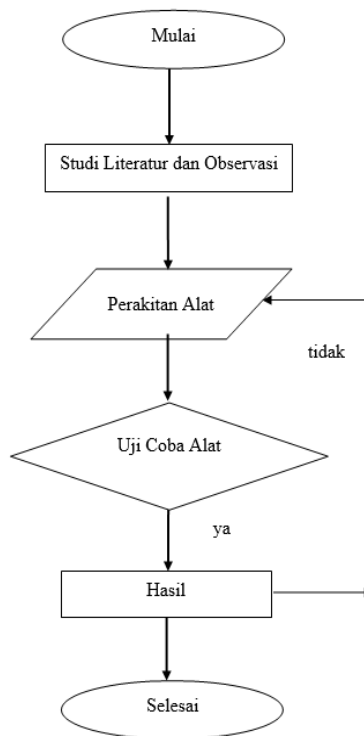 Mulai
Studi Literatur dan Observasi
Perakitan Alat
tidak
Uji Coba Alat
ya
Hasil
Selesai